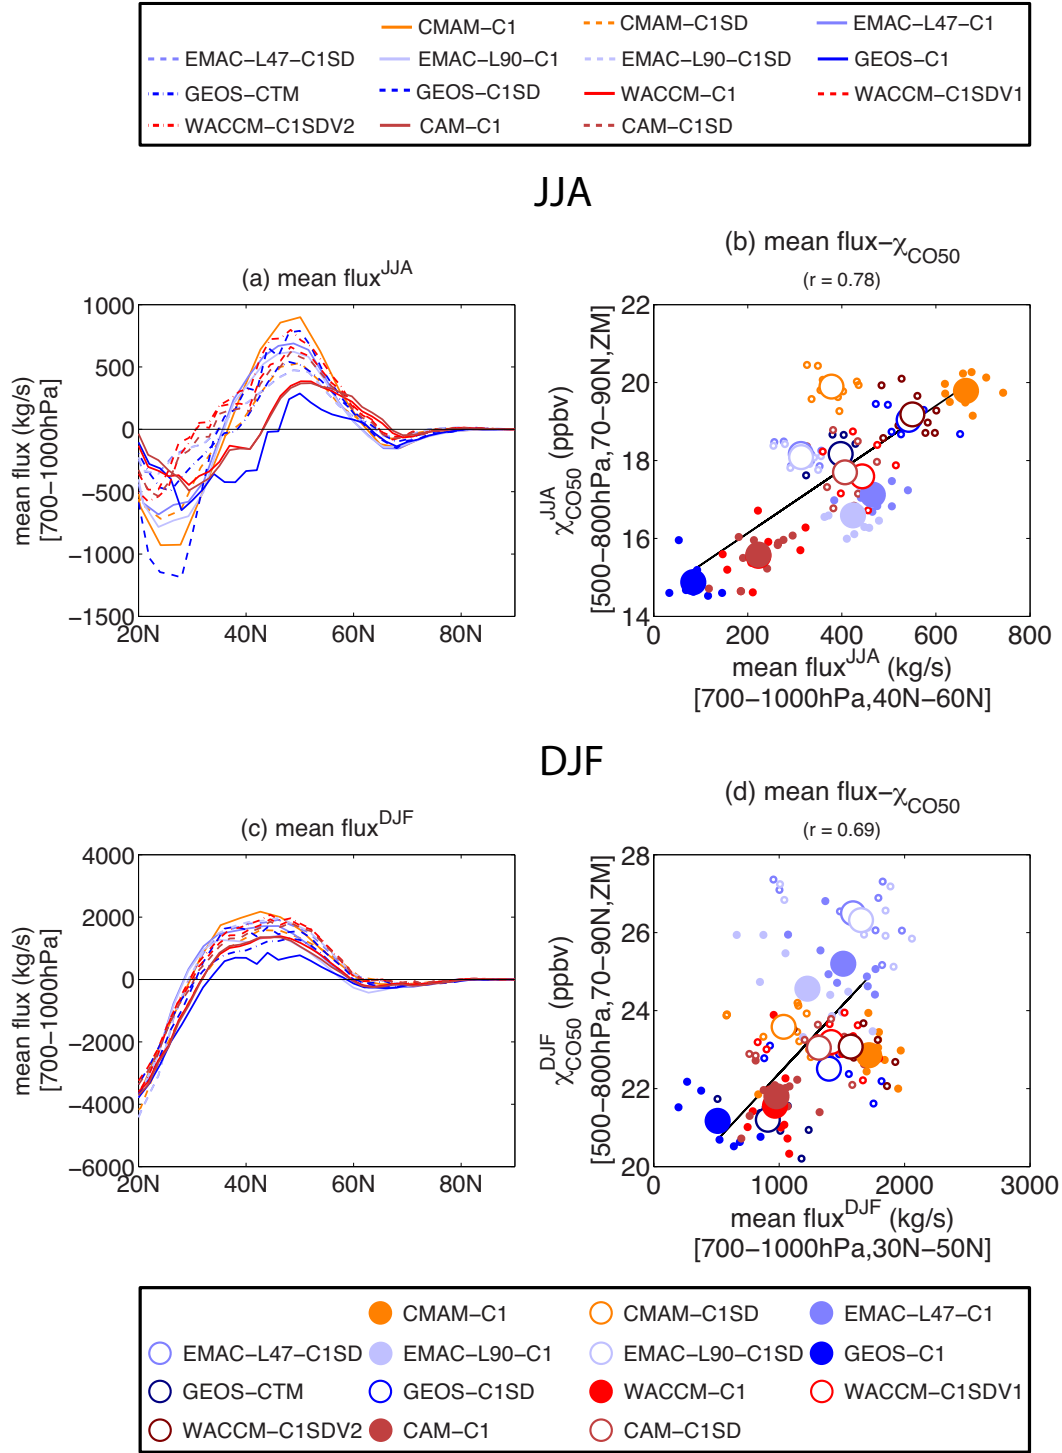 CMAM−C1 CMAM−C1SD EMAC−L47−C1
EMAC−L47−C1SD EMAC−L90−C1 EMAC−L90−C1SD GEOS−C1
GEOS−CTM GEOS−C1SD WACCM−C1 WACCM−C1SDV1
WACCM−C1SDV2 CAM−C1 CAM−C1SD
JJA
(a) mean flux^JJA
mean flux (kg/s)
[700−1000hPa]
1000
500
0
−500
−1000
−1500
20N 40N 60N 80N
(b) mean flux−χ_CO50
(r = 0.78)
χ^JJA_CO50 (ppbv)
[500−800hPa,70−90N,ZM]
22
20
18
16
14
0 200 400 600 800
mean flux^JJA (kg/s)
[700−1000hPa,40N−60N]
DJF
(c) mean flux^DJF
mean flux (kg/s)
[700−1000hPa]
4000
2000
0
−2000
−4000
−6000
20N 40N 60N 80N
(d) mean flux−χ_CO50
(r = 0.69)
χ^DJF_CO50 (ppbv)
[500−800hPa,70−90N,ZM]
28
26
24
22
20
0 1000 2000 3000
mean flux^DJF (kg/s)
[700−1000hPa,30N−50N]
CMAM−C1 CMAM−C1SD EMAC−L47−C1
EMAC−L47−C1SD EMAC−L90−C1 EMAC−L90−C1SD GEOS−C1
GEOS−CTM GEOS−C1SD WACCM−C1 WACCM−C1SDV1
WACCM−C1SDV2 CAM−C1 CAM−C1SD